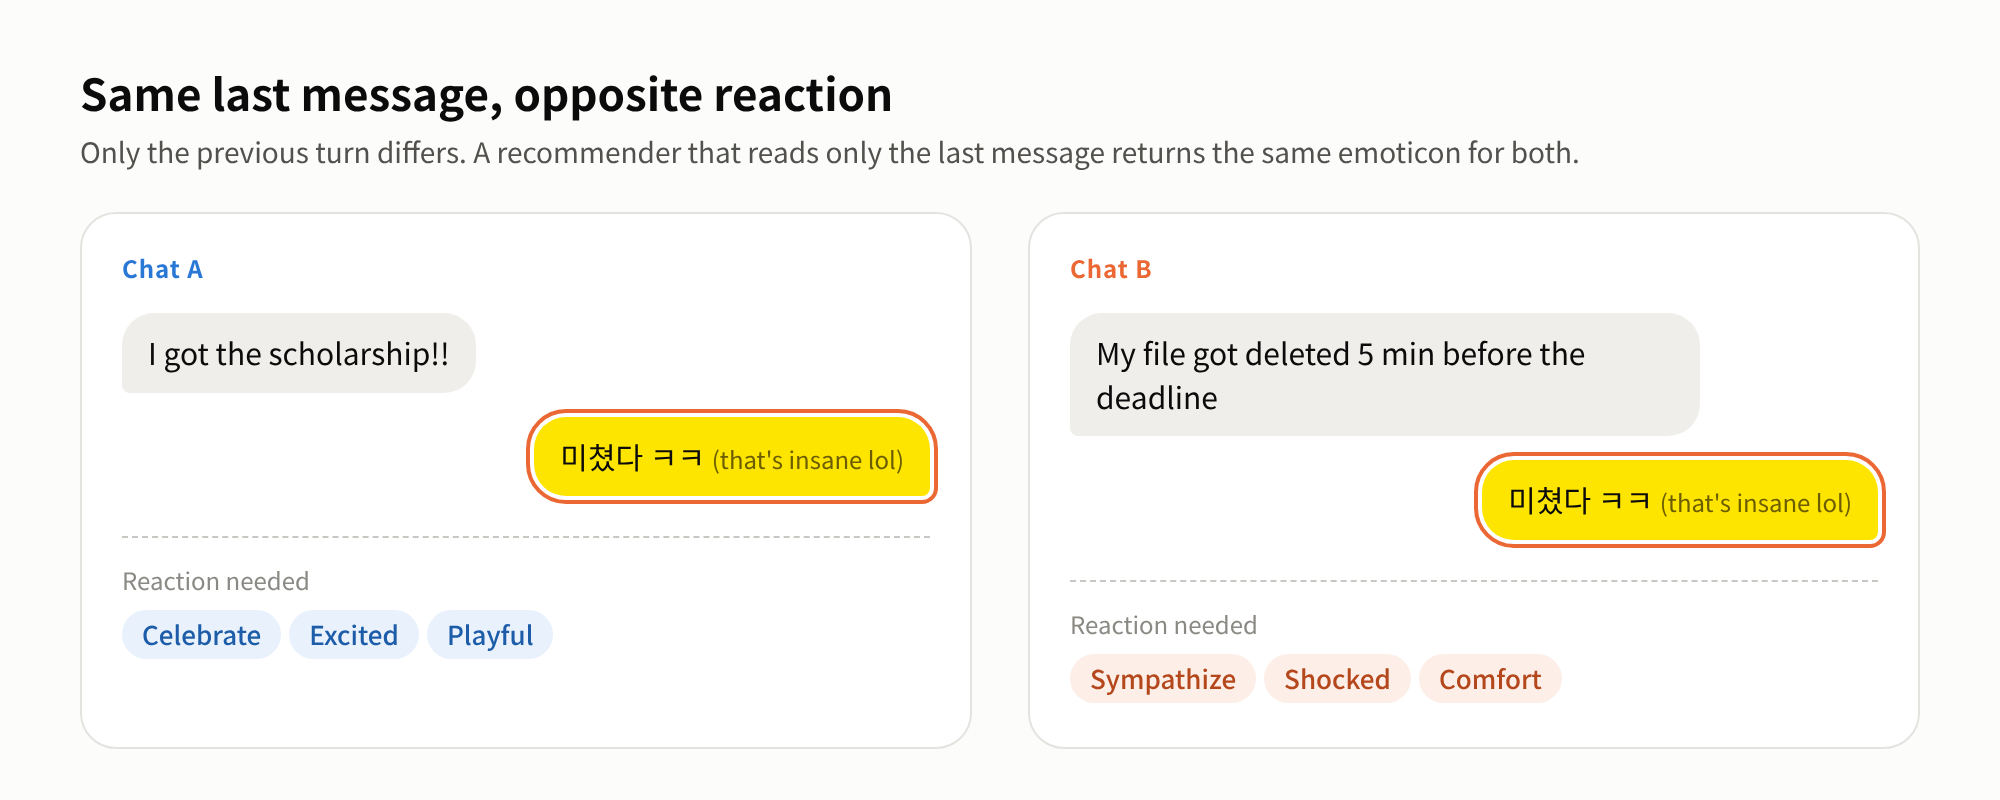 Same last message, opposite reaction
Only the previous turn differs. A recommender that reads only the last message returns the same emoticon for both.
Chat A
I got the scholarship!!
미쳤다 ㅋㅋ (that's insane lol)
Reaction needed
Celebrate Excited Playful
Chat B
My file got deleted 5 min before the
deadline
미쳤다 ㅋㅋ (that's insane lol)
Reaction needed
Sympathize Shocked Comfort